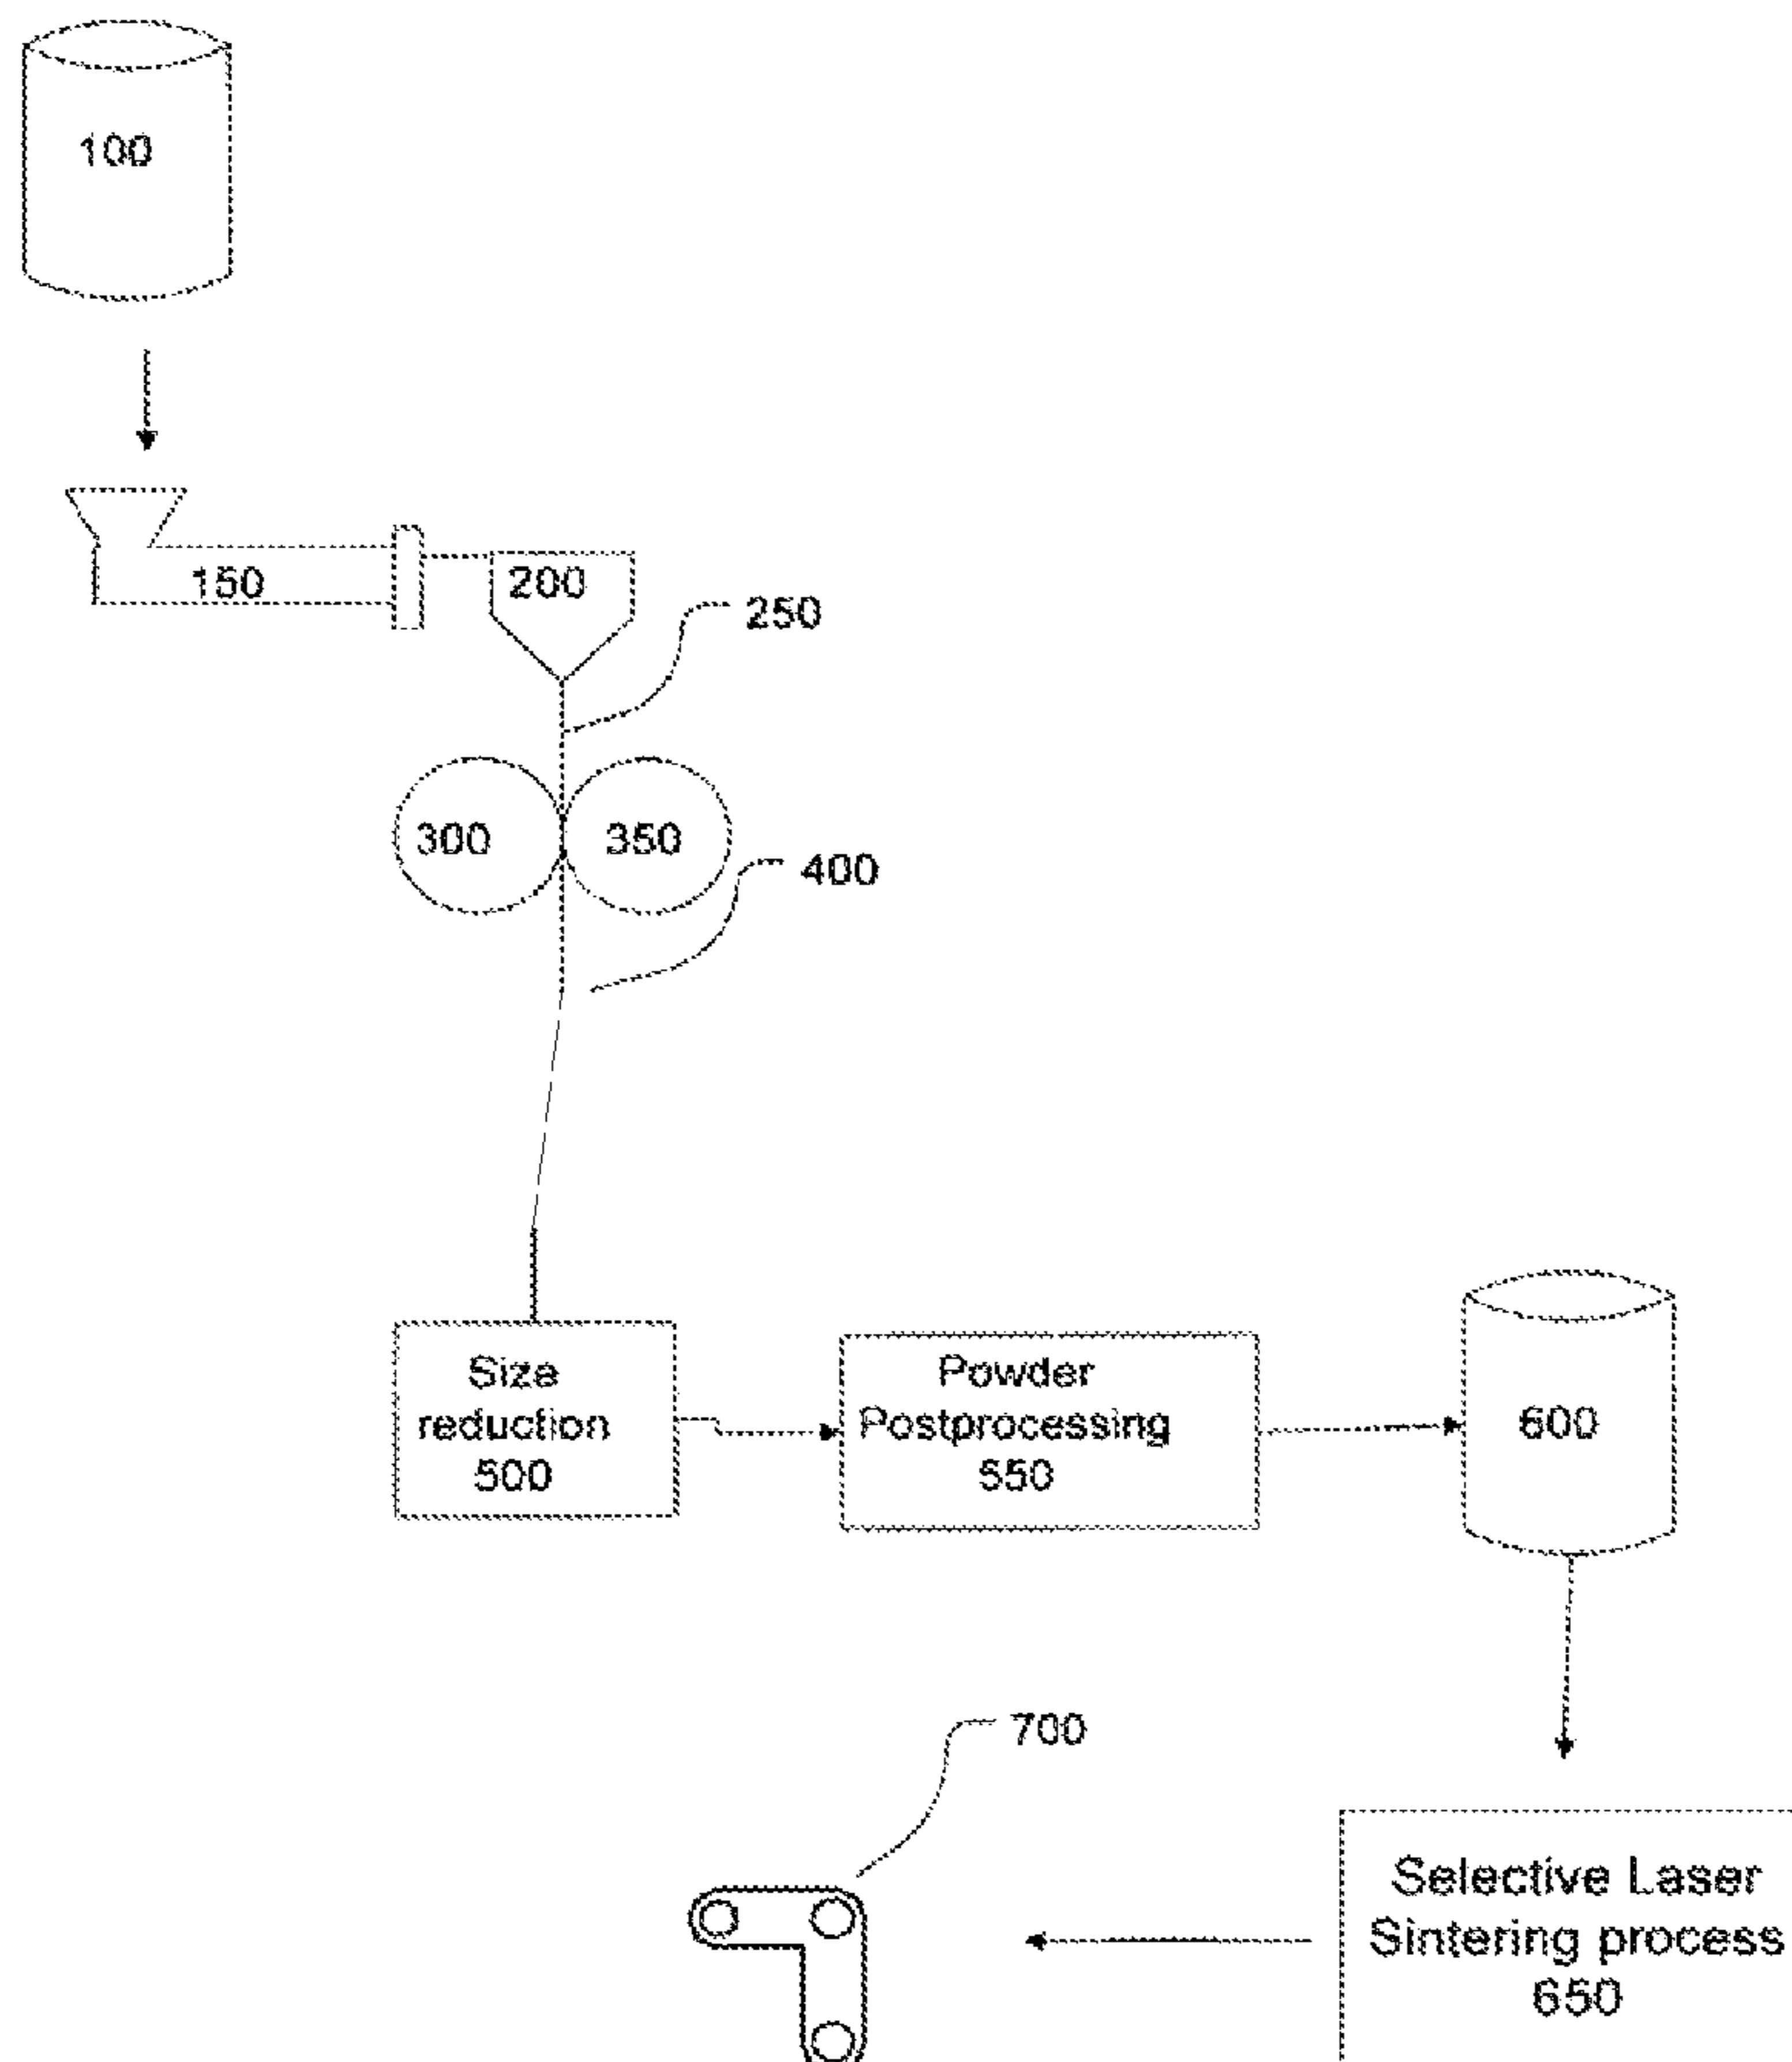 100
150
200
250
300
350
400
Size
reduction
500
Powder
Postprocessing
550
600
700
Selective Laser
Sintering process
650